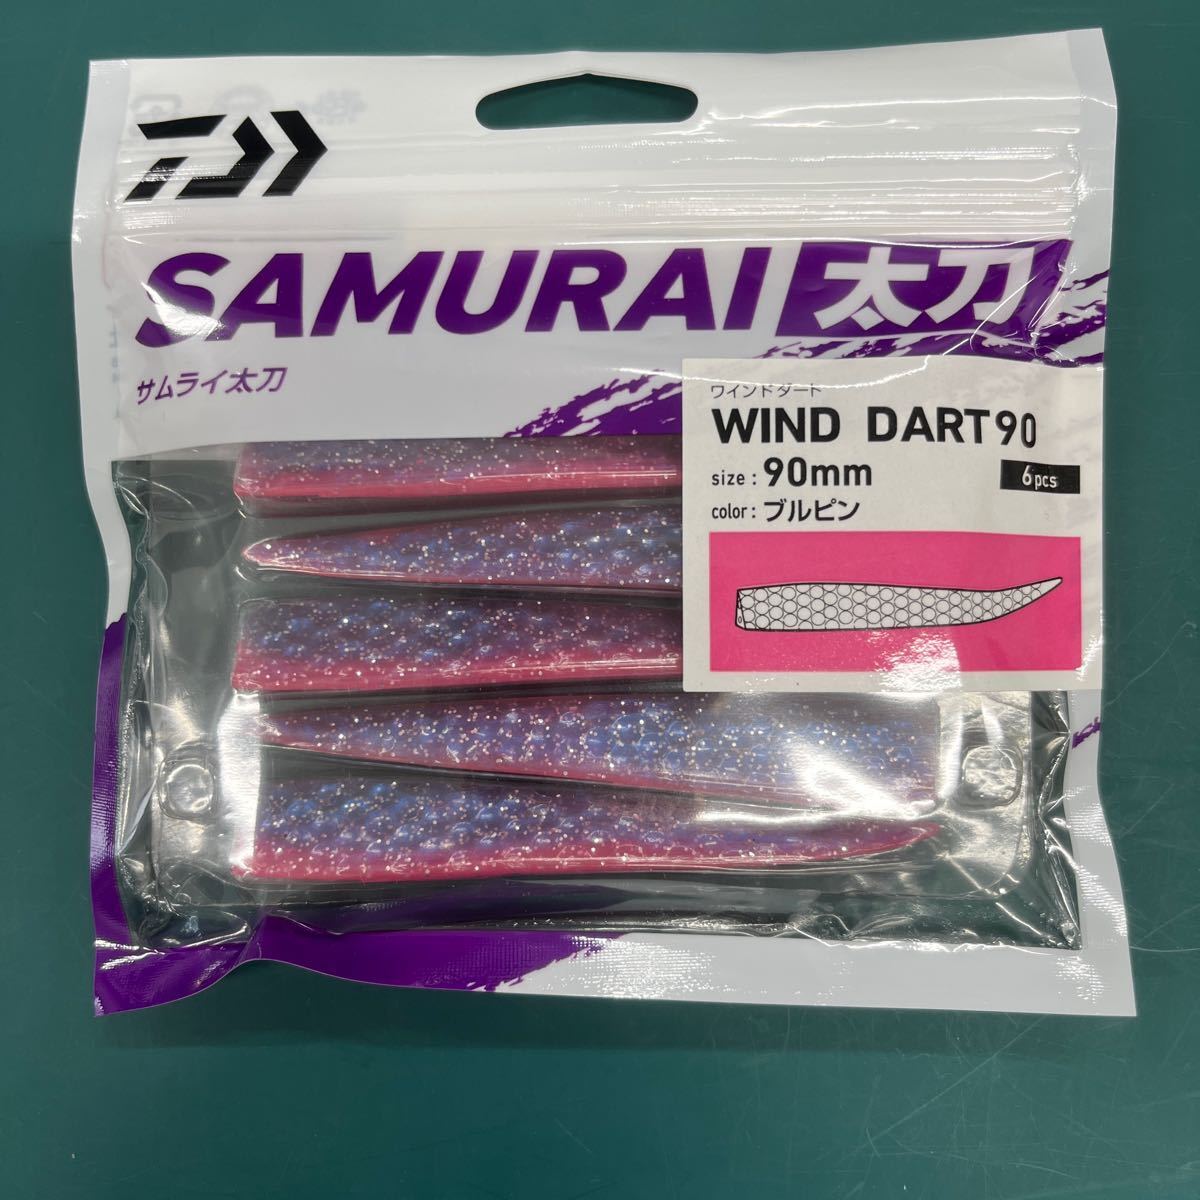 SAMURAI太刀
サムライ太刀
ワインドダート
WIND DART90
size : 90mm
6pcs
color : ブルピン